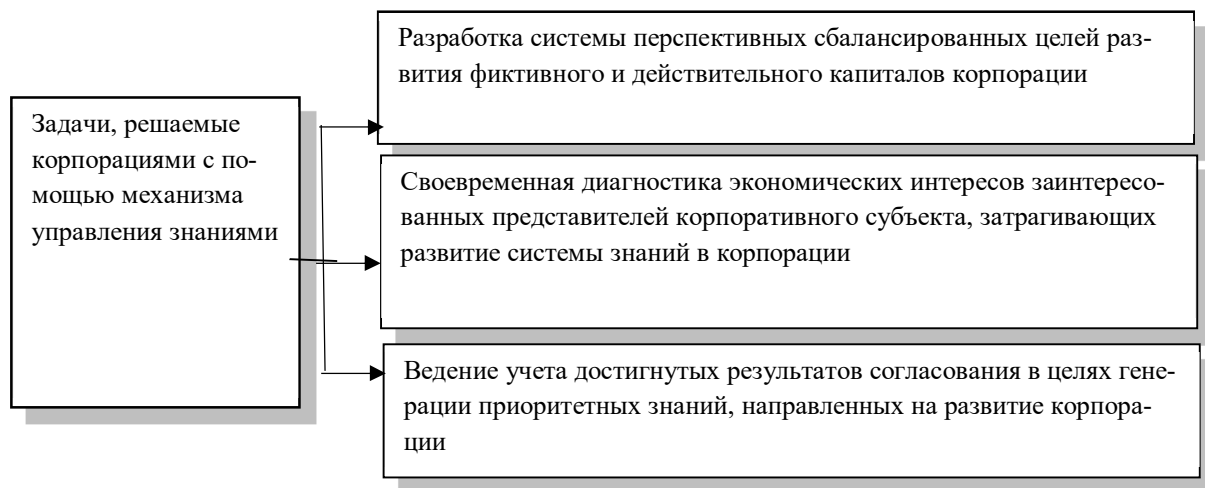 Задачи, решаемые
корпорациями с по-
мощью механизма
управления знаниями
Разработка системы перспективных сбалансированных целей раз-
вития фиктивного и действительного капиталов корпорации
Своевременная диагностика экономических интересов заинтересо-
ванных представителей корпоративного субъекта, затрагивающих
развитие системы знаний в корпорации
Ведение учета достигнутых результатов согласования в целях гене-
рации приоритетных знаний, направленных на развитие корпора-
ции